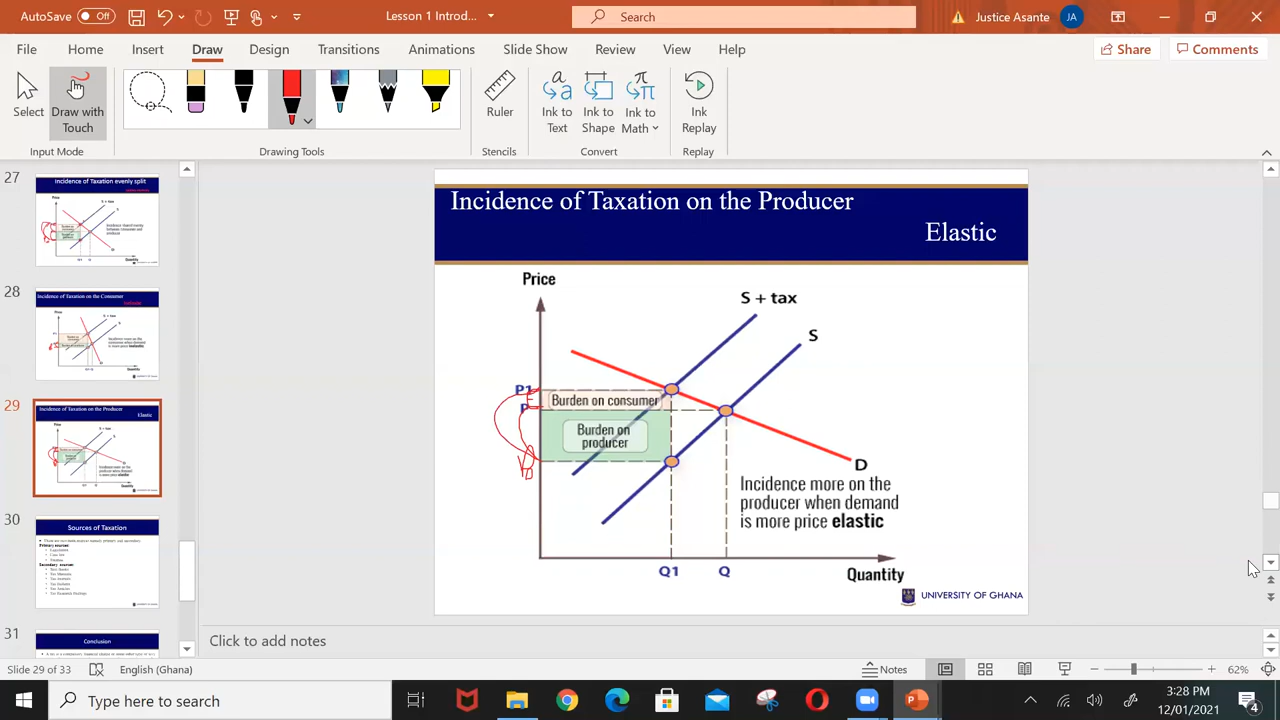 AutoSave Off
Lesson 1 Introd...
Search
Justice Asante
JA
File Home Insert Draw Design Transitions Animations Slide Show Review View Help
Share
Comments
Select
Draw with Touch
Ruler
Ink to Text
Ink to Shape
Ink to Math
Ink Replay
Input Mode
Drawing Tools
Stencils
Convert
Replay
27
Incidence of Taxation evenly split
28
Incidence of Taxation on the Consumer
29
Incidence of Taxation on the Producer
Elastic
30
Sources of Taxation
31
Conclusion
Incidence of Taxation on the Producer
Elastic
Price
S + tax
S
P1
Burden on consumer
P
Burden on producer
D
Incidence more on the
producer when demand
is more price elastic
Q1
Q
Quantity
UNIVERSITY OF GHANA
Click to add notes
Slide 29 of 33
English (Ghana)
Notes
62%
Type here to search
3:28 PM
12/01/2021
4